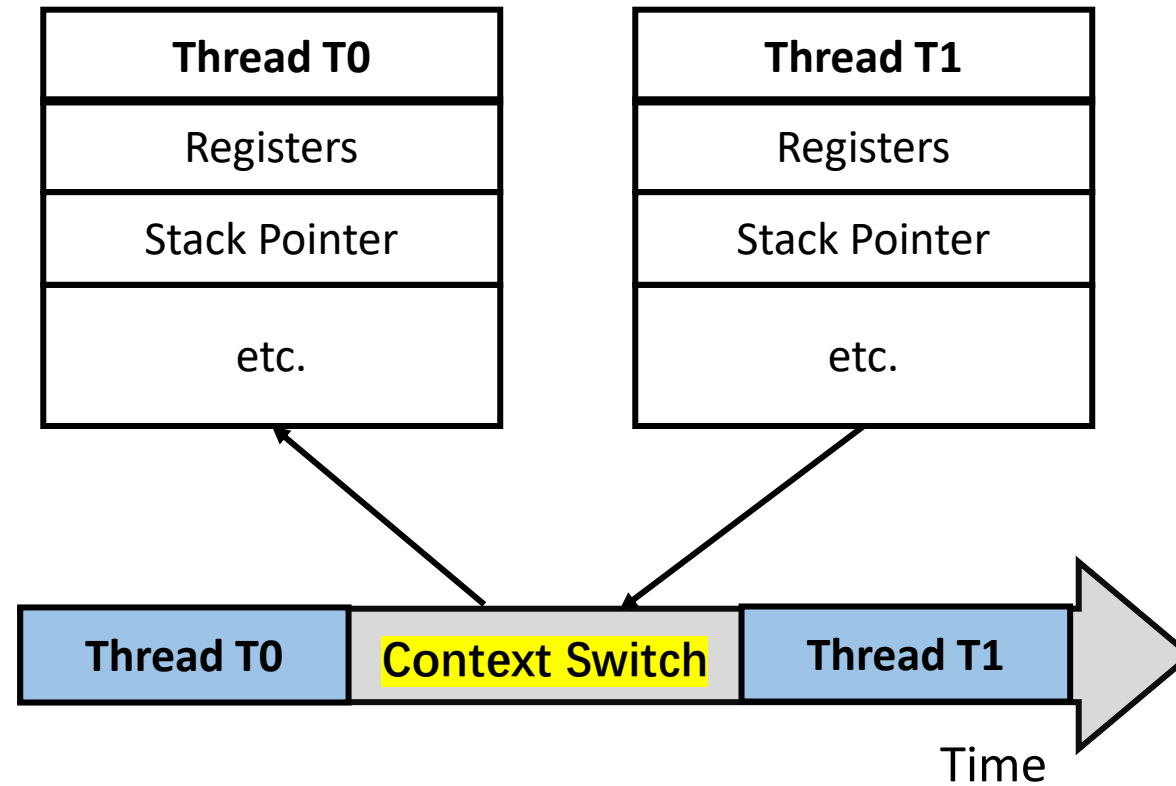 Thread T0
Registers
Stack Pointer
etc.
Thread T1
Registers
Stack Pointer
etc.
Thread T0
Context Switch
Thread T1
Time